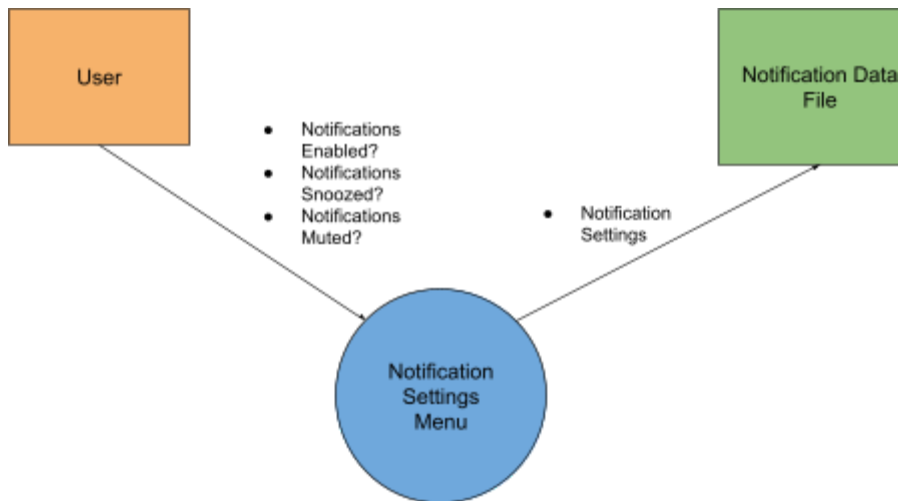 User
Notification Data
File
● Notifications
Enabled?
● Notifications
Snoozed?
● Notifications
Muted?
● Notification
Settings
Notification
Settings
Menu